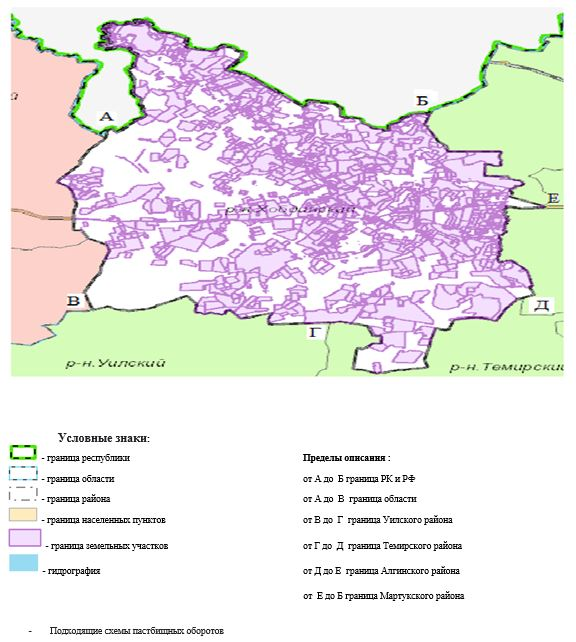 й
Б
А
Е
р-н. Хобдинский
В
Д
Г
р-н. Уилский
р-н. Темирский
Условные знаки:
- граница республики
- граница области
- граница района
- граница населенных пунктов
- граница земельных участков
- гидрография
Пределы описания :
от А до Б граница РК и РФ
от А до В граница области
от В до Г граница Уилского района
от Г до Д граница Темирского района
от Д до Е граница Алгинского района
от Е до Б граница Мартукского района
- Подходящие схемы пастбищных оборотов